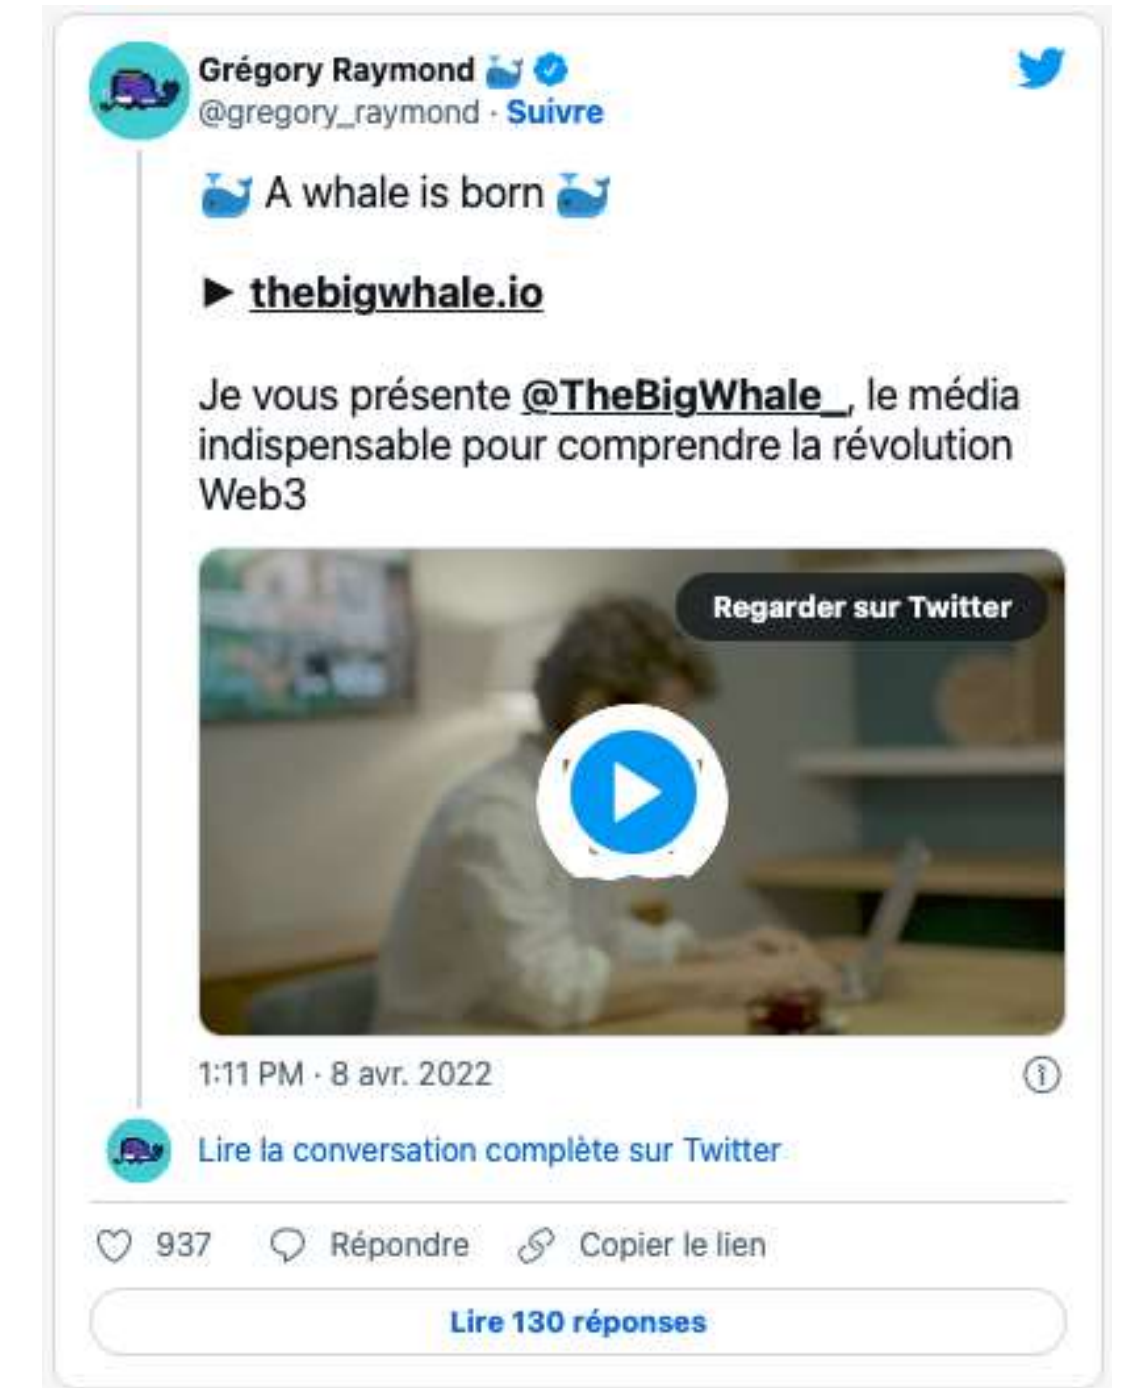 Grégory Raymond 🐳
@gregory_raymond · Suivre
🐳 A whale is born 🐳
▶ thebigwhale.io
Je vous présente @TheBigWhale_, le média
indispensable pour comprendre la révolution
Web3
Regarder sur Twitter
1:11 PM · 8 avr. 2022
Lire la conversation complète sur Twitter
937 Répondre Copier le lien
Lire 130 réponses